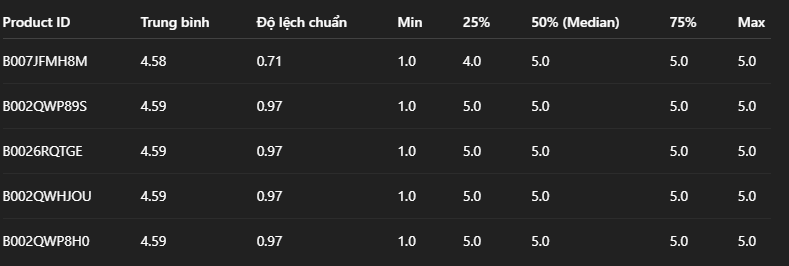 Product ID Trung bình Độ lệch chuẩn Min 25% 50% (Median) 75% Max
B007JFMH8M 4.58 0.71 1.0 4.0 5.0 5.0 5.0
B002QWP89S 4.59 0.97 1.0 5.0 5.0 5.0 5.0
B0026RQTGE 4.59 0.97 1.0 5.0 5.0 5.0 5.0
B002QWHJOU 4.59 0.97 1.0 5.0 5.0 5.0 5.0
B002QWP8H0 4.59 0.97 1.0 5.0 5.0 5.0 5.0